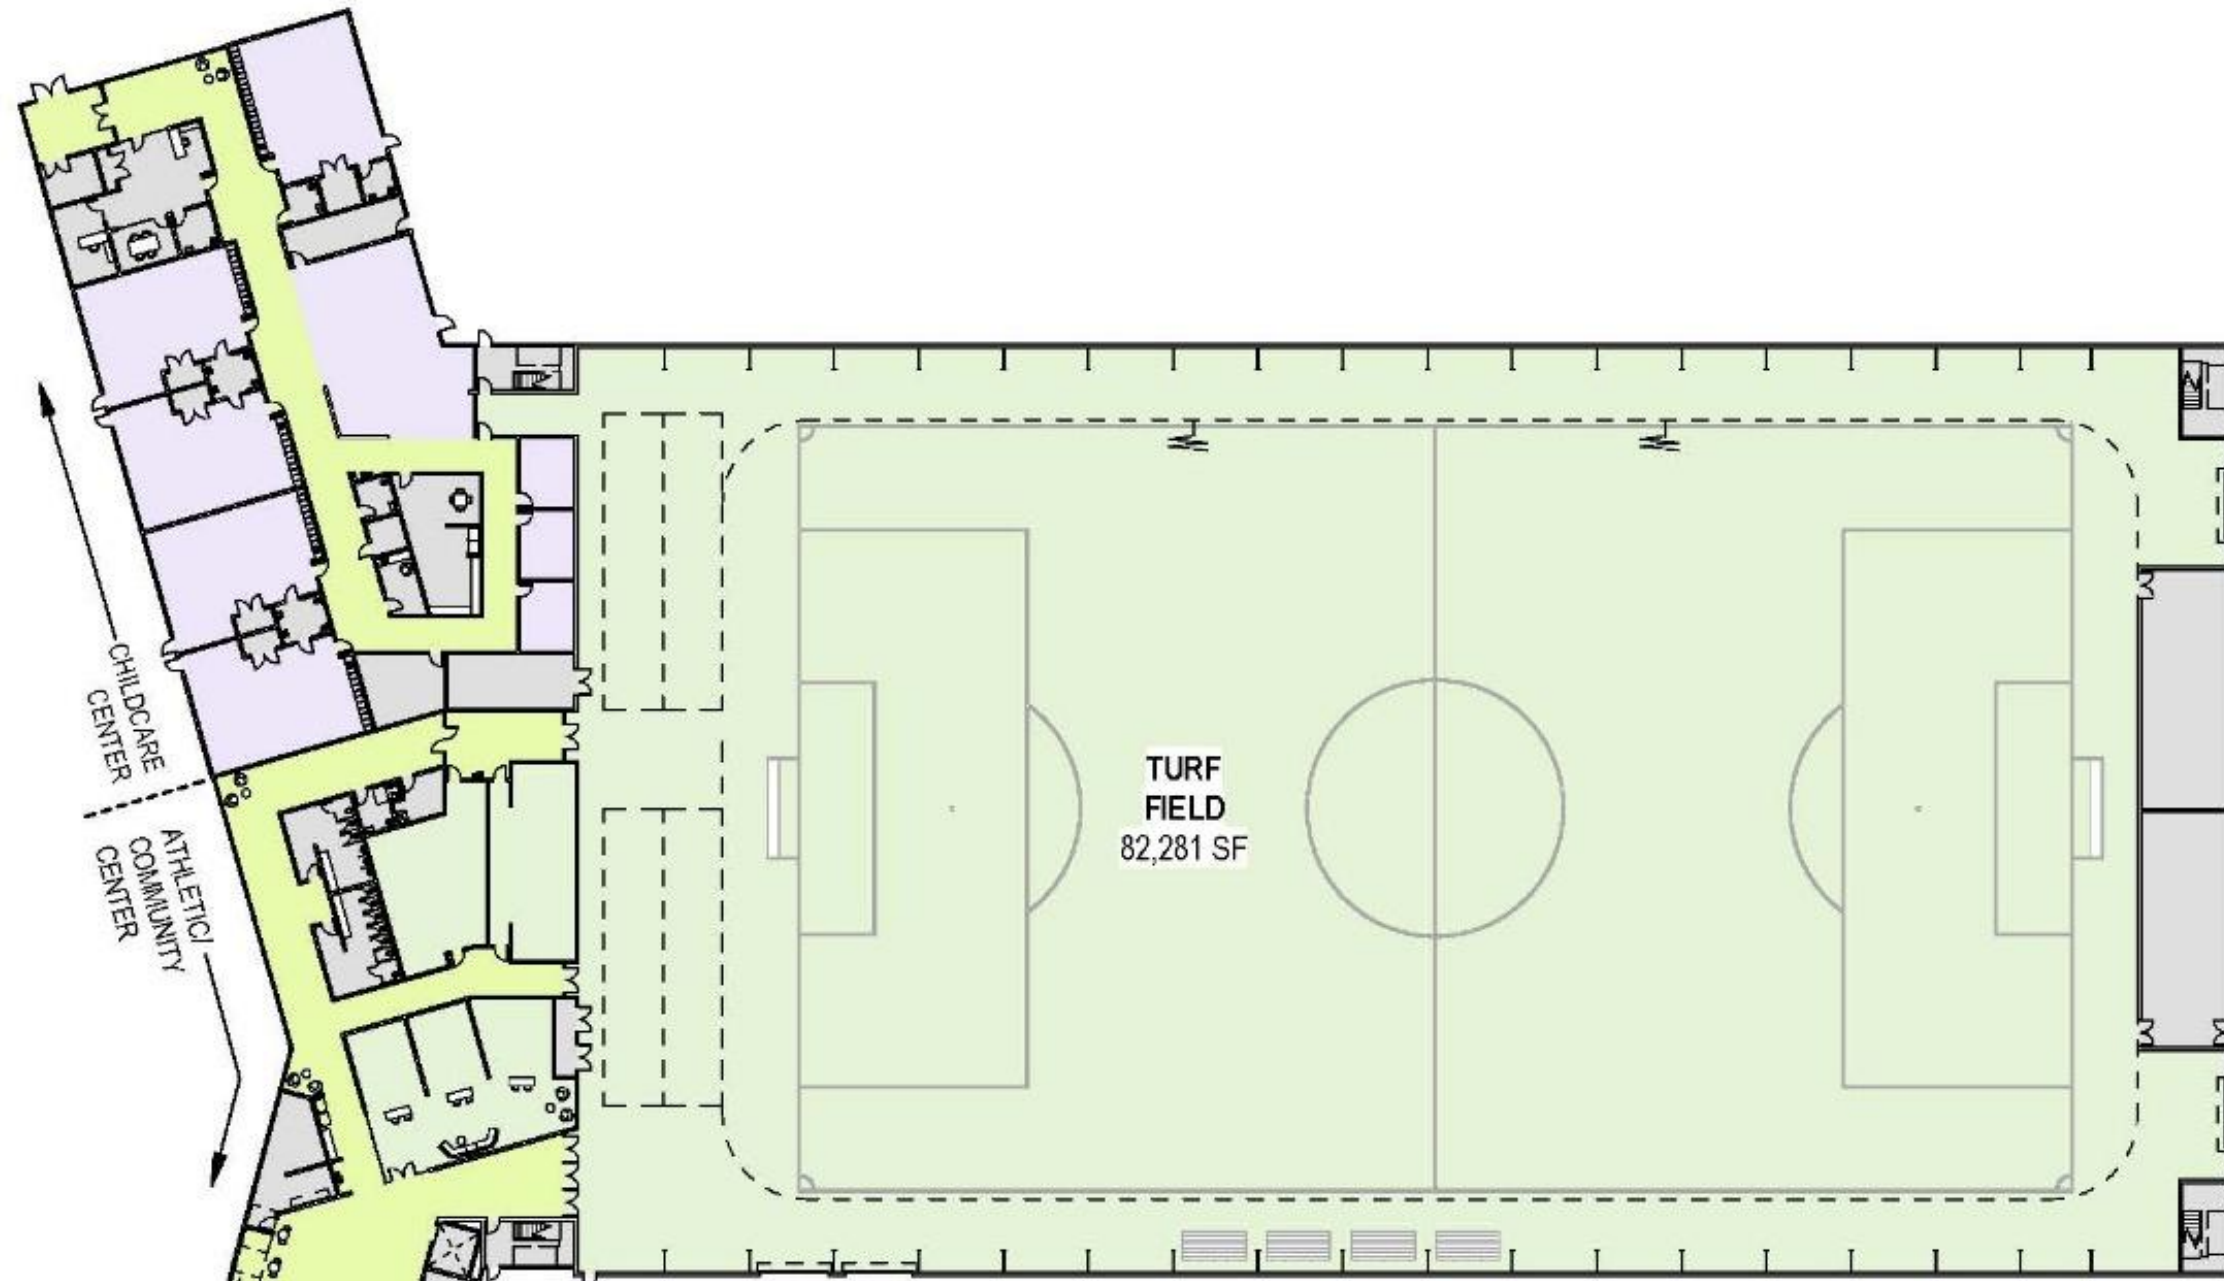 CHILDCARE
CENTER
ATHLETIC/
COMMUNITY
CENTER
TURF
FIELD
82,281 SF